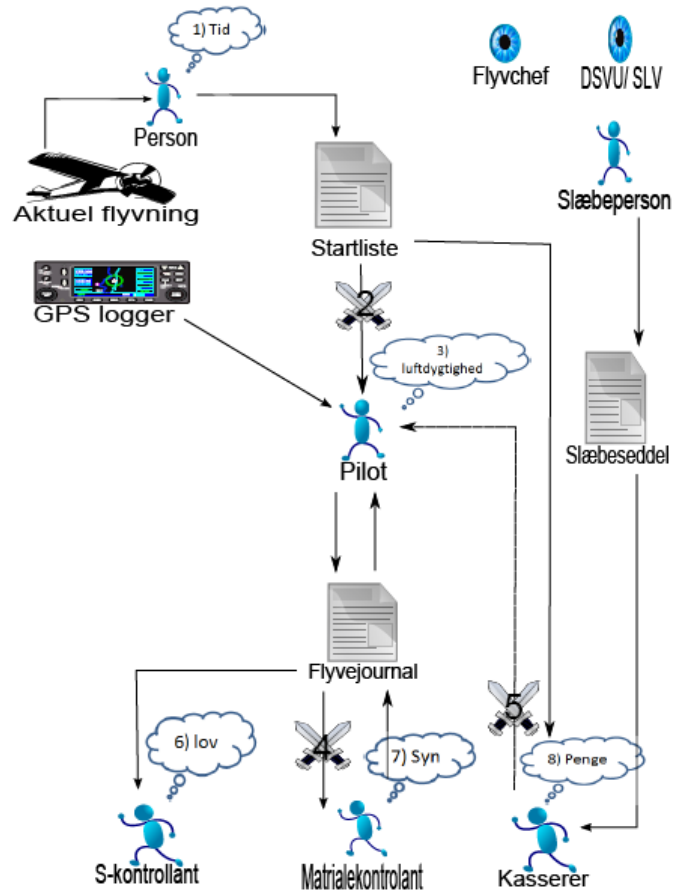 1) Tid
Flyvchef
DSVU/ SLV
Person
Aktuel flyvning
Startliste
Slæbeperson
GPS logger
2
3)
luftdygtighed
Pilot
Slæbeseddel
Flyvejournal
5
6) lov
4
7) Syn
8) Penge
S-kontrollant
Matrialekontrolant
Kasserer